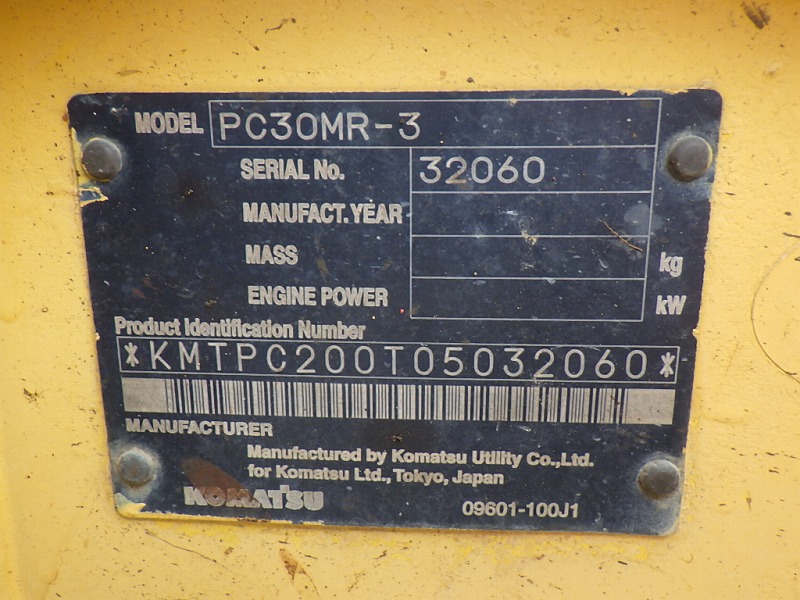 MODEL PC30MR-3
SERIAL No. 32060
MANUFACT.YEAR
MASS kg
ENGINE POWER kW
Product Identification Number
*KMTPC200T05032060*
MANUFACTURER
Manufactured by Komatsu Utility Co.,Ltd.
for Komatsu Ltd.,Tokyo, Japan
KOMATSU
09601-100J1